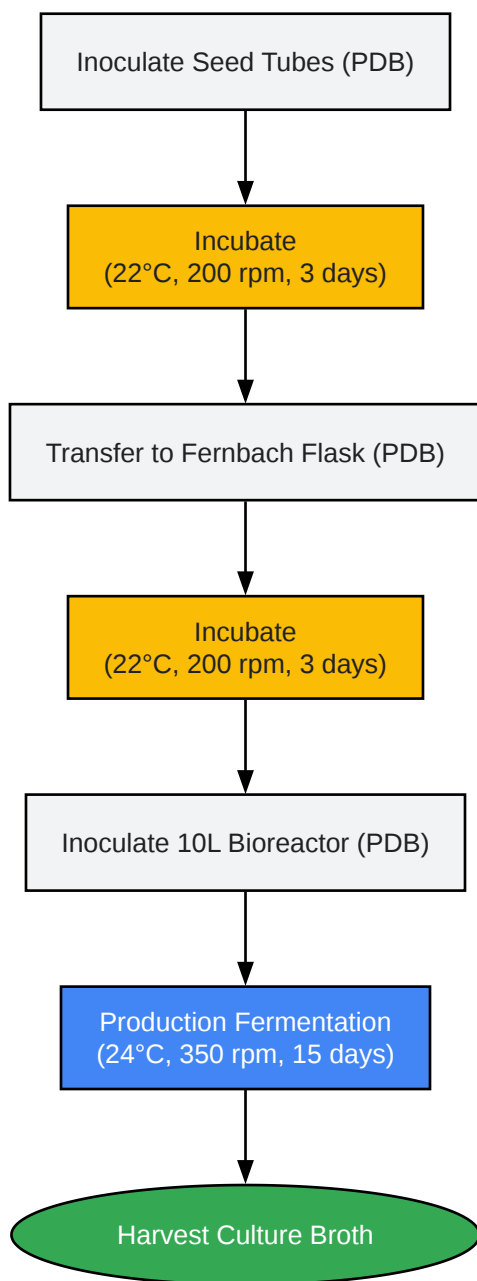 Inoculate Seed Tubes (PDB)
Incubate
(22°C, 200 rpm, 3 days)
Transfer to Fernbach Flask (PDB)
Incubate
(22°C, 200 rpm, 3 days)
Inoculate 10L Bioreactor (PDB)
Production Fermentation
(24°C, 350 rpm, 15 days)
Harvest Culture Broth